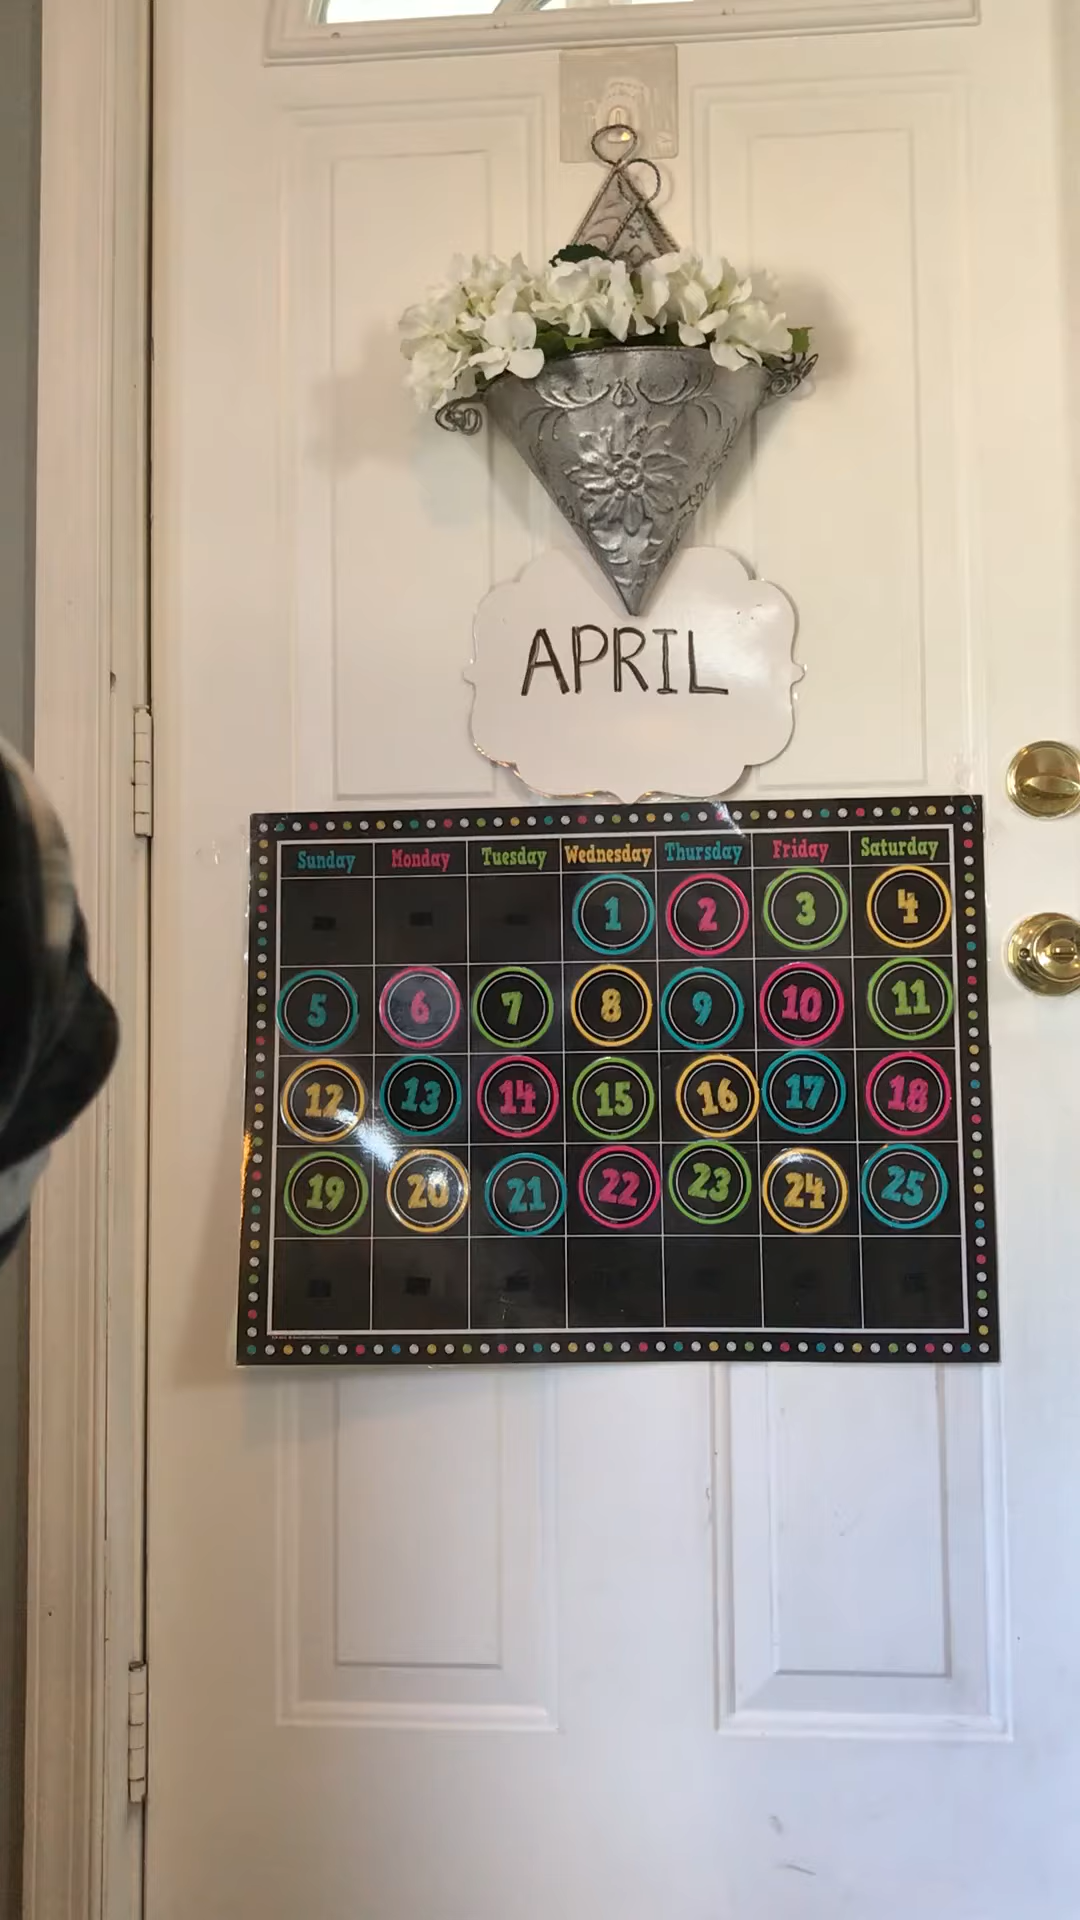 APRIL
Sunday Monday Tuesday Wednesday Thursday Friday Saturday
1 2 3 4
5 6 7 8 9 10 11
12 13 14 15 16 17 18
19 20 21 22 23 24 25